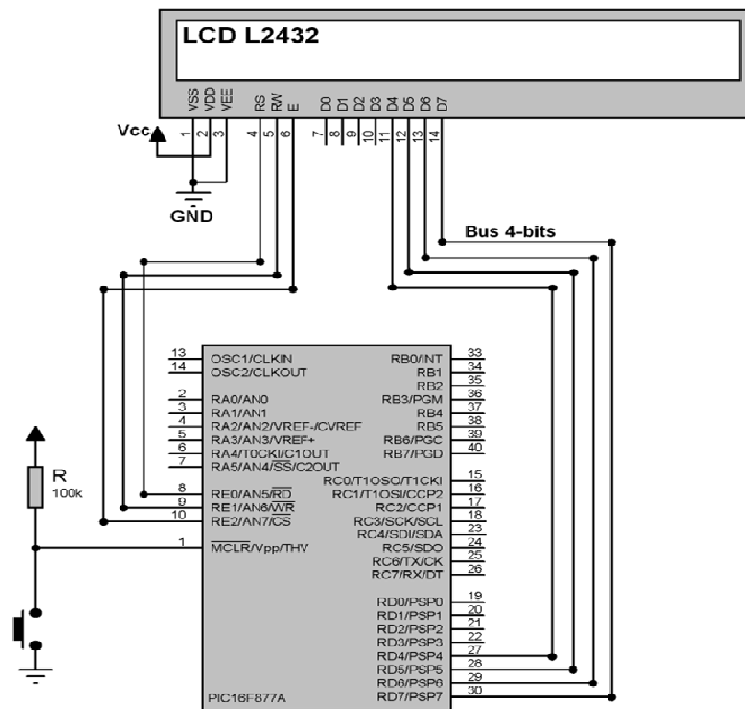 LCD L2432
VSS VDD VEE RS RW E D0 D1 D2 D3 D4 D5 D6 D7
Vcc
1 2 3 4 5 6 7 8 9 10 11 12 13 14
GND
Bus 4-bits
13 OSC1/CLKIN RB0/INT 33
14 OSC2/CLKOUT RB1 34
RB2 35
2 RA0/AN0 RB3/PGM 36
3 RA1/AN1 RB4 37
4 RA2/AN2/VREF-/CVREF RB5 38
5 RA3/AN3/VREF+ RB6/PGC 39
6 RA4/T0CKI/C1OUT RB7/PGD 40
7 RA5/AN4/SS/C2OUT
RC0/T1OSO/T1CKI 15
R 8 RE0/AN5/RD RC1/T1OSI/CCP2 16
100k 9 RE1/AN6/WR RC2/CCP1 17
10 RE2/AN7/CS RC3/SCK/SCL 18
RC4/SDI/SDA 23
1 MCLR/Vpp/THV RC5/SDO 24
RC6/TX/CK 25
RC7/RX/DT 26
RD0/PSP0 19
RD1/PSP1 20
RD2/PSP2 21
RD3/PSP3 22
RD4/PSP4 27
RD5/PSP5 28
RD6/PSP6 29
PIC16F877A RD7/PSP7 30